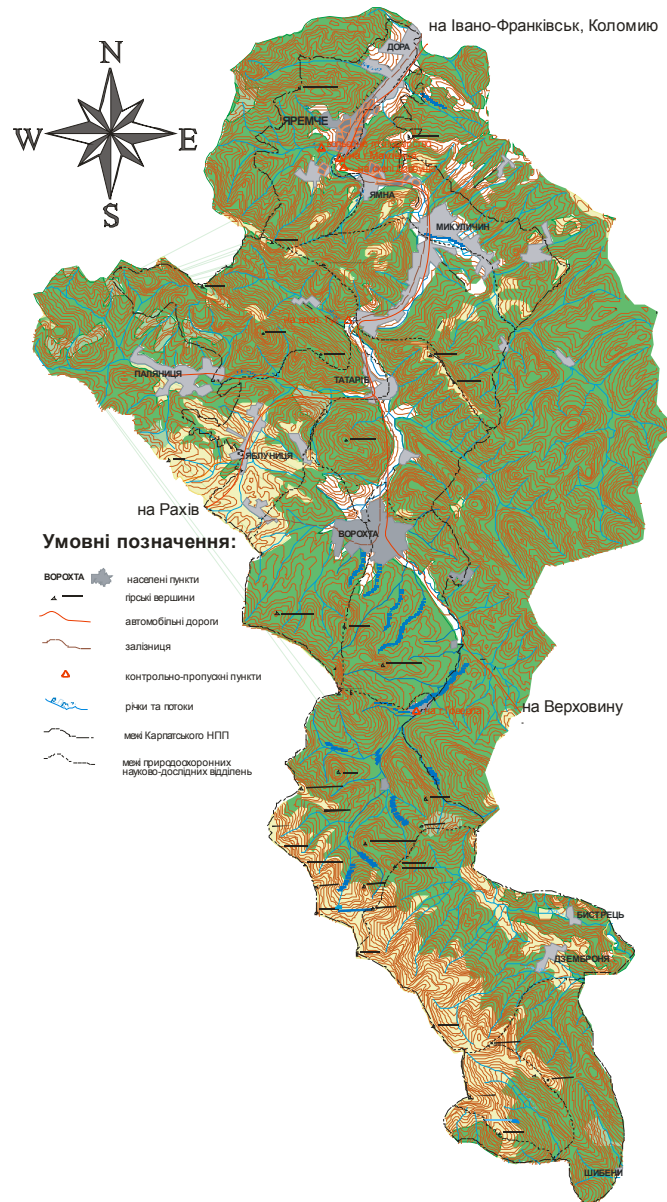 на Івано-Франківськ, Коломию
ДОРА
N
ЯРЕМЧЕ
W
E
ЯМНА
S
МИКУЛИЧИН
ПАЛЯНИЦЯ
ТАТАРІВ
ЯБЛУНИЦЯ
на Рахів
ВОРОХТА
Умовні позначення:
ВОРОХТА населені пункти
гірські вершини
автомобільні дороги
залізниця
контрольно-пропускні пункти
річки та потоки
на Верховину
межі Карпатського НПП
межі природоохоронних
науково-дослідних відділень
БИСТРЕЦЬ
ДЗЕМБРОНЯ
ШИБЕНИ